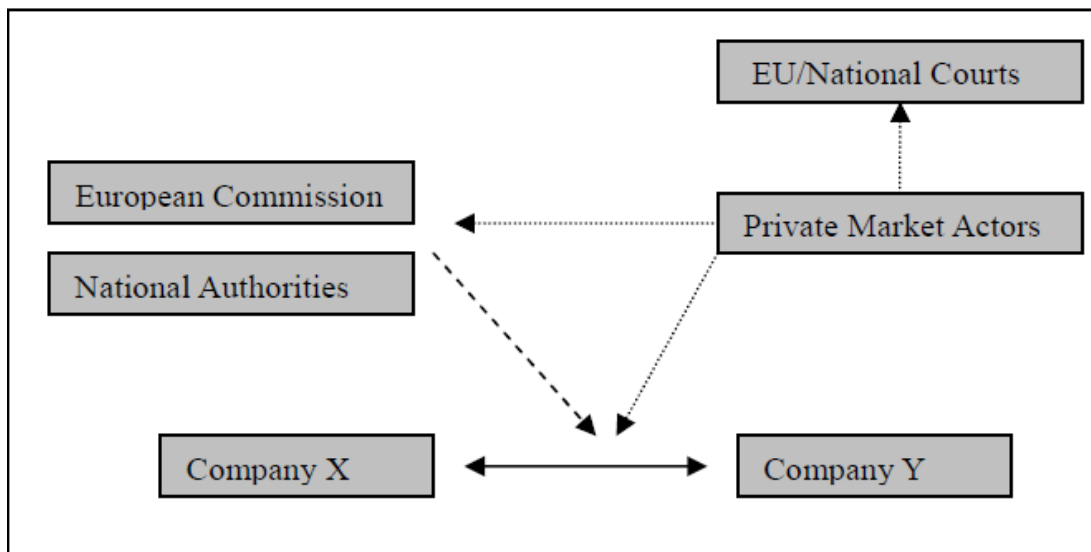 EU/National Courts
European Commission
Private Market Actors
National Authorities
Company X
Company Y